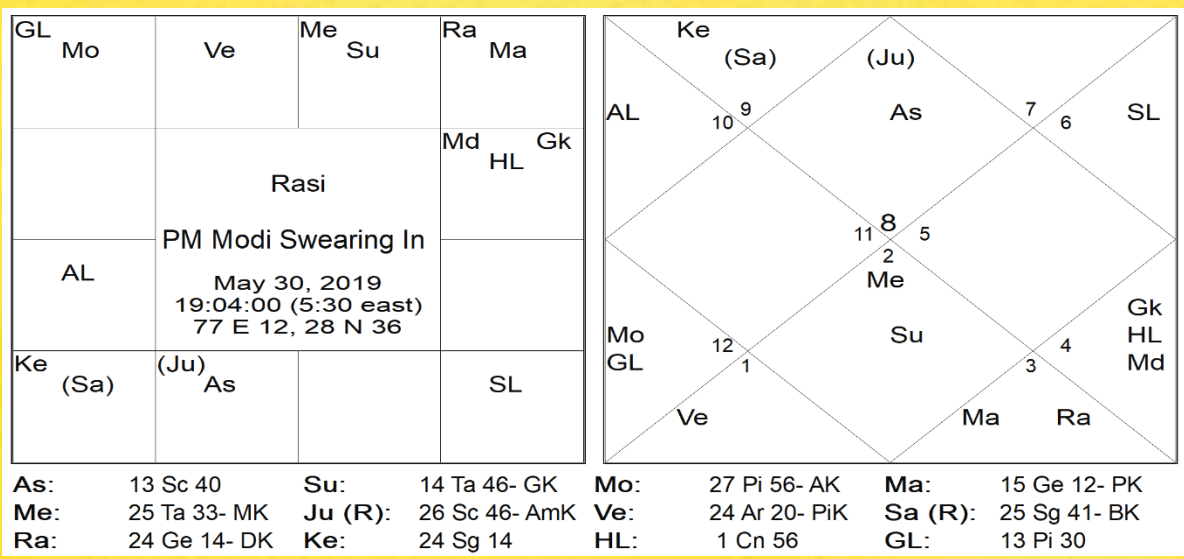 GL Mo
Ve
Me Su
Ra Ma
Md HL Gk
Rasi
PM Modi Swearing In
May 30, 2019
19:04:00 (5:30 east)
77 E 12, 28 N 36
AL
Ke (Sa)
(Ju) As
SL
Ke
(Sa)
(Ju)
AL
As
SL
10 9
7 6
8
11 5
2
Me
Mo
GL
Su
Gk
HL
Md
12 1
4 3
Ve
Ma Ra
As: 13 Sc 40 Su: 14 Ta 46- GK Mo: 27 Pi 56- AK Ma: 15 Ge 12- PK
Me: 25 Ta 33- MK Ju (R): 26 Sc 46- AmK Ve: 24 Ar 20- PiK Sa (R): 25 Sg 41- BK
Ra: 24 Ge 14- DK Ke: 24 Sg 14 HL: 1 Cn 56 GL: 13 Pi 30